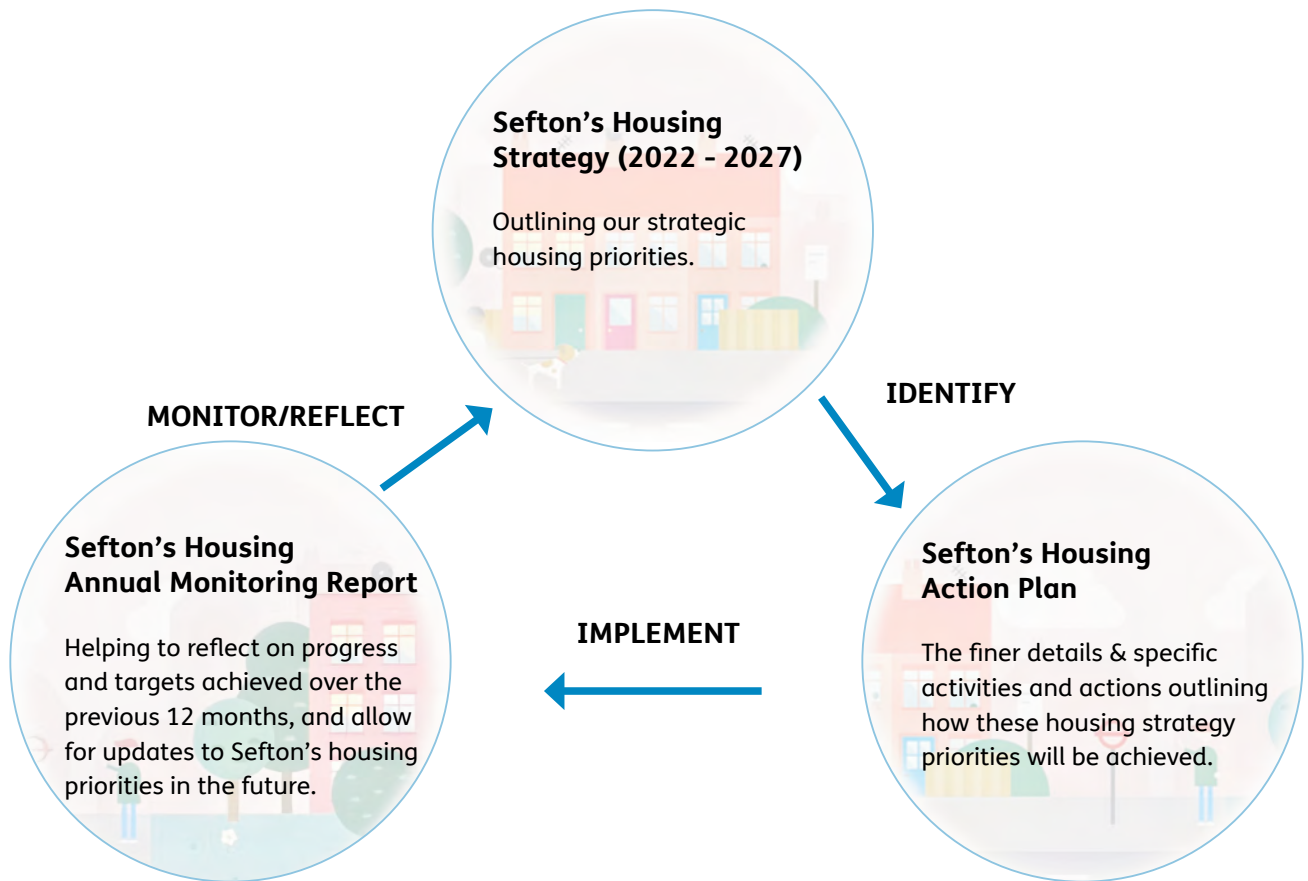 Sefton’s Housing
Strategy (2022 - 2027)
Outlining our strategic
housing priorities.
MONITOR/REFLECT
IDENTIFY
Sefton’s Housing
Annual Monitoring Report
Helping to reflect on progress
and targets achieved over the
previous 12 months, and allow
for updates to Sefton’s housing
priorities in the future.
IMPLEMENT
Sefton’s Housing
Action Plan
The finer details & specific
activities and actions outlining
how these housing strategy
priorities will be achieved.